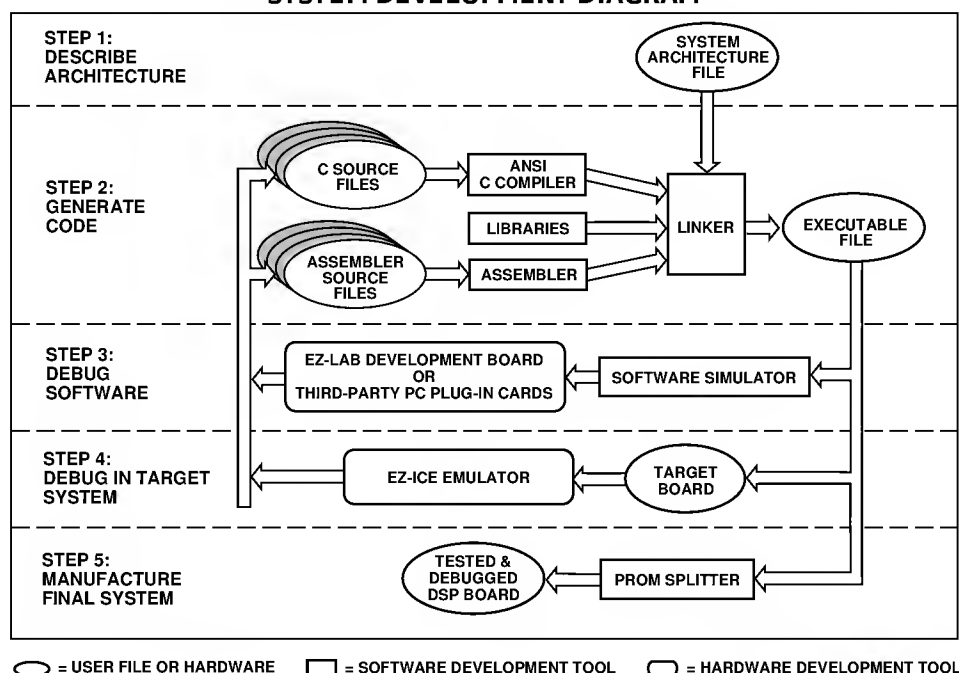 SYSTEM DEVELOPMENT DIAGRAM
STEP 1:
DESCRIBE
ARCHITECTURE
SYSTEM
ARCHITECTURE
FILE
STEP 2:
GENERATE
CODE
C SOURCE
FILES
ANSI
C COMPILER
LIBRARIES
LINKER
EXECUTABLE
FILE
ASSEMBLER
SOURCE
FILES
ASSEMBLER
STEP 3:
DEBUG
SOFTWARE
EZ-LAB DEVELOPMENT BOARD
OR
THIRD-PARTY PC PLUG-IN CARDS
SOFTWARE SIMULATOR
STEP 4:
DEBUG IN TARGET
SYSTEM
EZ-ICE EMULATOR
TARGET
BOARD
STEP 5:
MANUFACTURE
FINAL SYSTEM
TESTED &
DEBUGGED
DSP BOARD
PROM SPLITTER
= USER FILE OR HARDWARE
= SOFTWARE DEVELOPMENT TOOL
= HARDWARE DEVELOPMENT TOOL